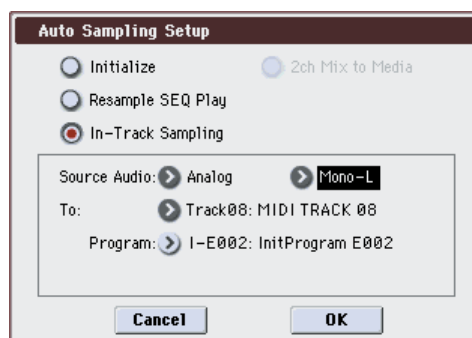 Auto Sampling Setup
Initialize 2ch Mix to Media
Resample SEQ Play
In-Track Sampling
Source Audio: Analog Mono-L
To: Track08: MIDI TRACK 08
Program: I-E002: InitProgram E002
Cancel OK